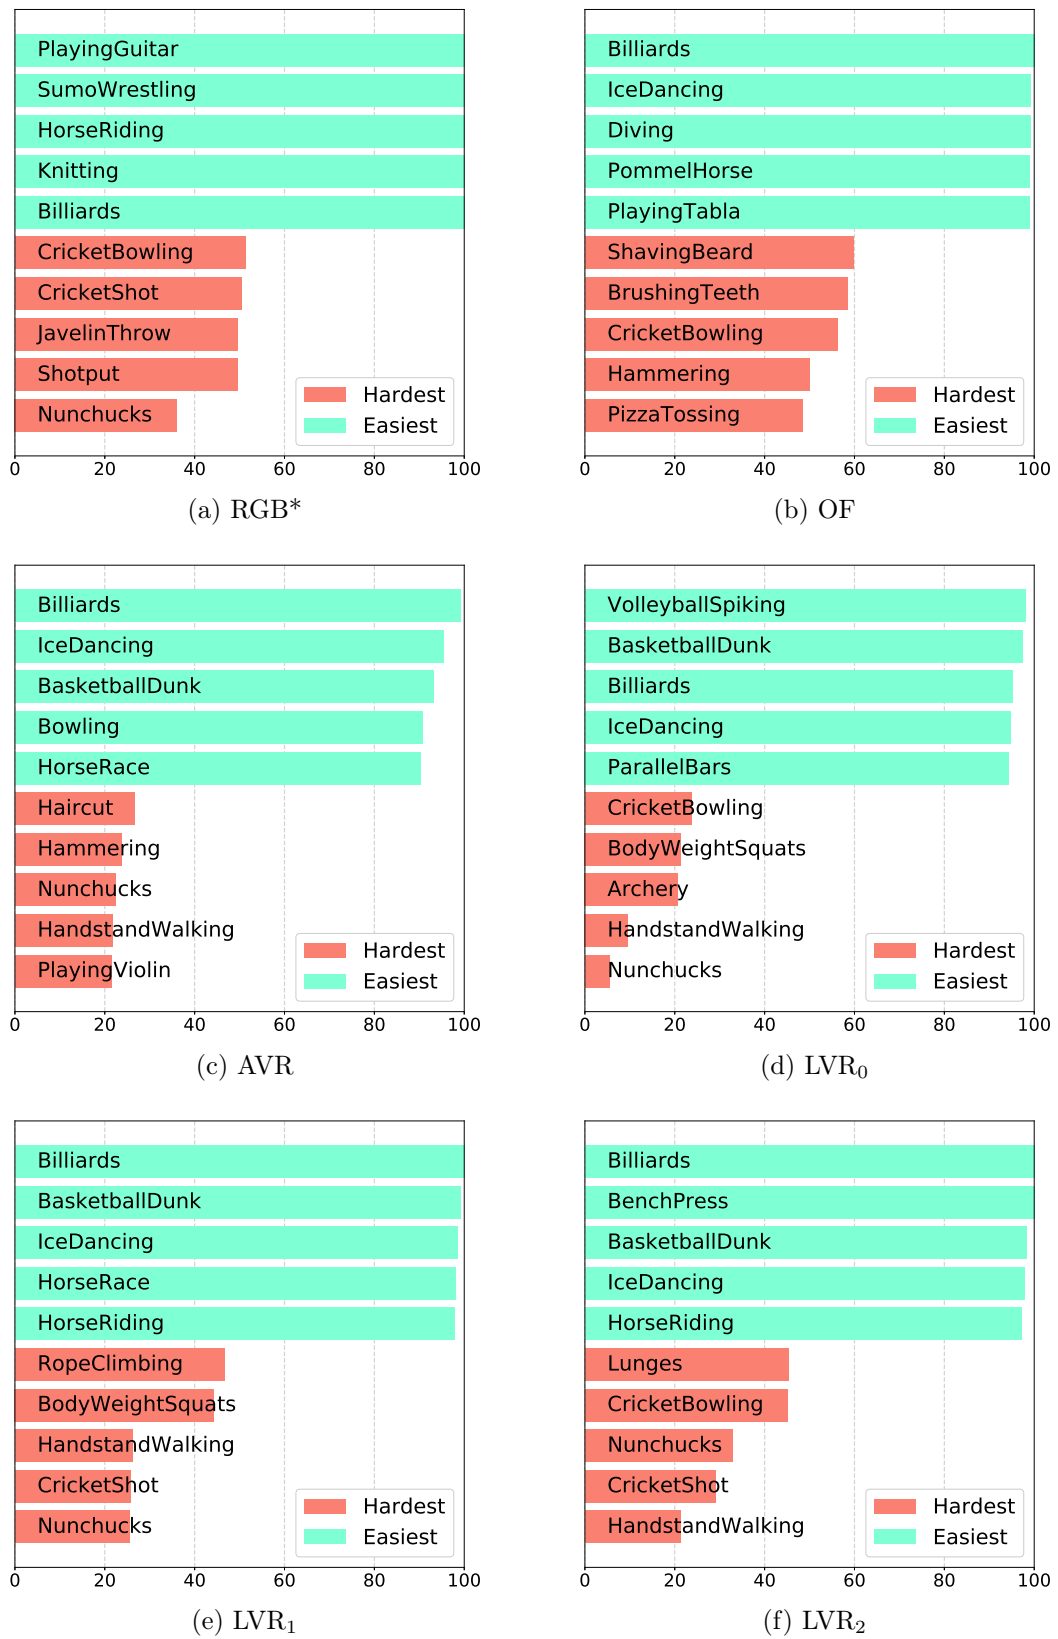 PlayingGuitar
SumoWrestling
HorseRiding
Knitting
Billiards
CricketBowling
CricketShot
JavelinThrow
Shotput
Nunchucks
Hardest
Easiest
0 20 40 60 80 100
(a) RGB*
Billiards
IceDancing
Diving
PommelHorse
PlayingTabla
ShavingBeard
BrushingTeeth
CricketBowling
Hammering
PizzaTossing
Hardest
Easiest
0 20 40 60 80 100
(b) OF
Billiards
IceDancing
BasketballDunk
Bowling
HorseRace
Haircut
Hammering
Nunchucks
HandstandWalking
PlayingViolin
Hardest
Easiest
0 20 40 60 80 100
(c) AVR
VolleyballSpiking
BasketballDunk
Billiards
IceDancing
ParallelBars
CricketBowling
BodyWeightSquats
Archery
HandstandWalking
Nunchucks
Hardest
Easiest
0 20 40 60 80 100
(d) LVR₀
Billiards
BasketballDunk
IceDancing
HorseRace
HorseRiding
RopeClimbing
BodyWeightSquats
HandstandWalking
CricketShot
Nunchucks
Hardest
Easiest
0 20 40 60 80 100
(e) LVR₁
Billiards
BenchPress
BasketballDunk
IceDancing
HorseRiding
Lunges
CricketBowling
Nunchucks
CricketShot
HandstandWalking
Hardest
Easiest
0 20 40 60 80 100
(f) LVR₂